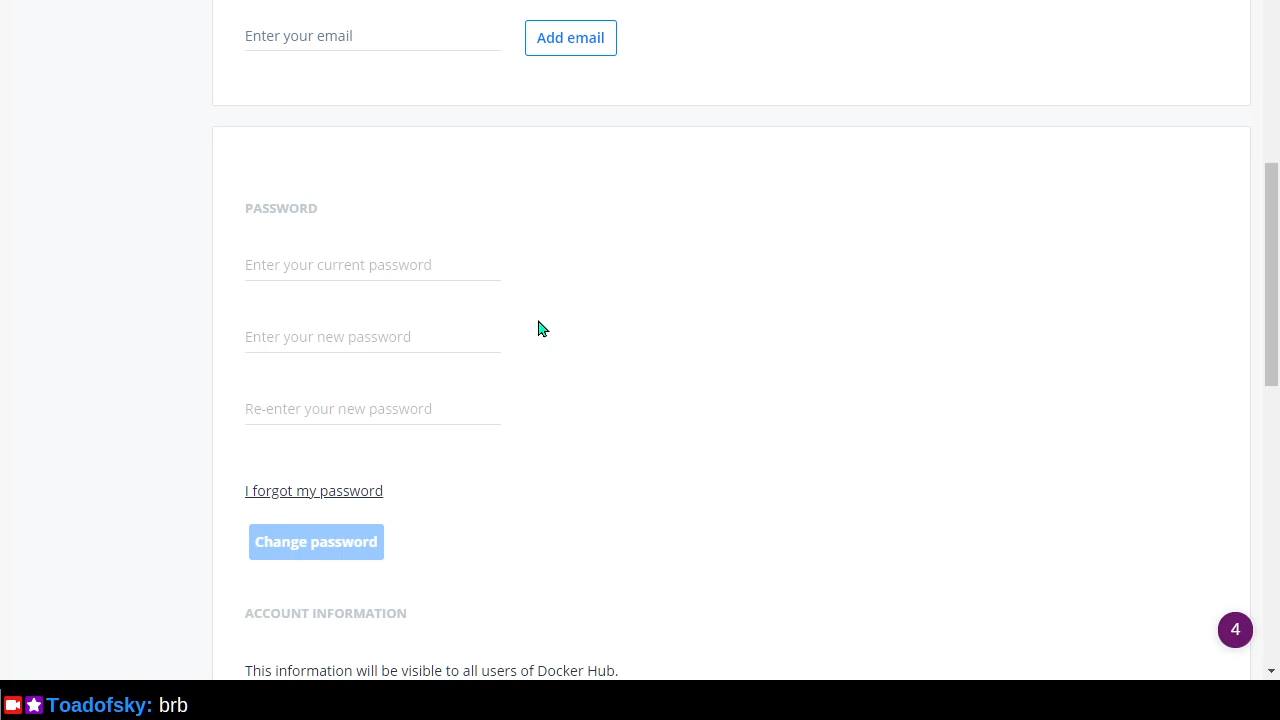 Enter your email
Add email
PASSWORD
Enter your current password
Enter your new password
Re-enter your new password
I forgot my password
Change password
ACCOUNT INFORMATION
4
This information will be visible to all users of Docker Hub.
Toadofsky: brb